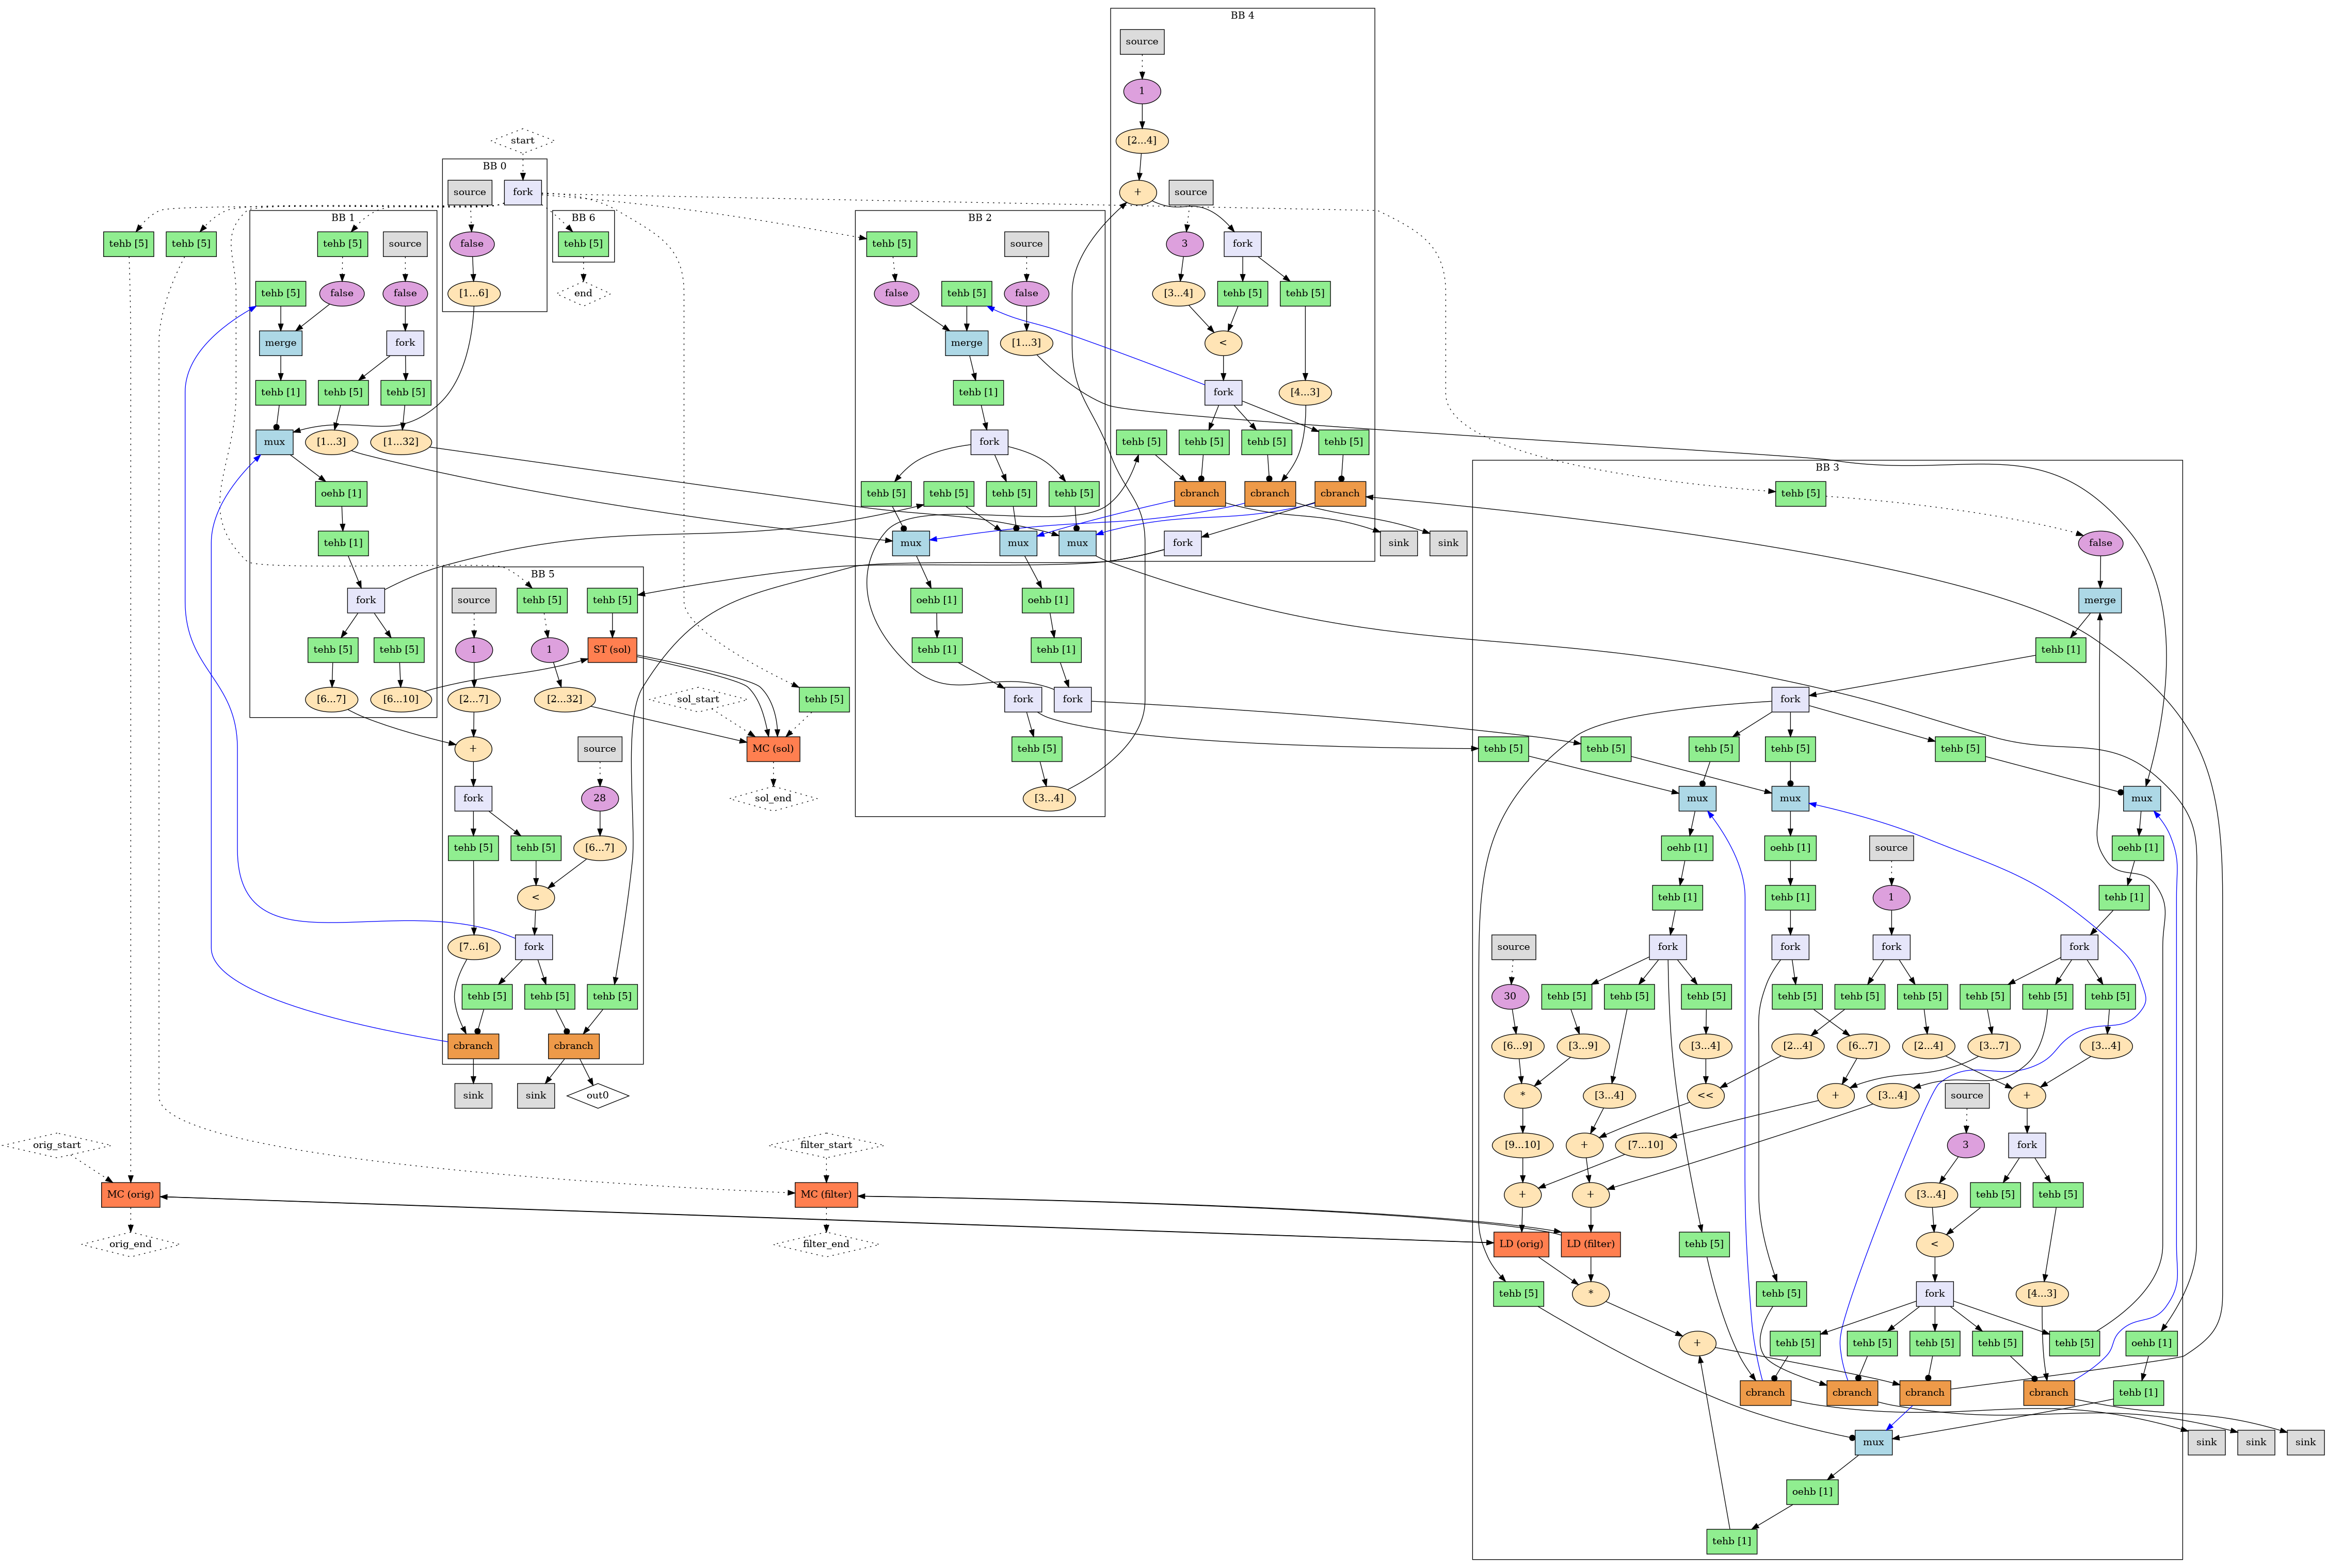 BB 4
source
1
start
[2...4]
BB 0
source
fork
+
source
BB 1
BB 6
BB 2
tehb [5]
tehb [5]
tehb [5]
source
false
tehb [5]
tehb [5]
source
3
fork
BB 3
tehb [5]
false
false
[1...6]
end
false
tehb [5]
false
[3...4]
tehb [5]
tehb [5]
merge
fork
merge
[1...3]
<
tehb [1]
tehb [5]
tehb [5]
tehb [1]
fork
[4...3]
mux
[1...3]
[1...32]
fork
tehb [5]
tehb [5]
tehb [5]
tehb [5]
oehb [1]
tehb [5]
tehb [5]
tehb [5]
tehb [5]
cbranch
cbranch
cbranch
tehb [5]
tehb [1]
mux
mux
mux
fork
sink
sink
false
BB 5
fork
source
tehb [5]
tehb [5]
oehb [1]
oehb [1]
merge
tehb [5]
tehb [5]
1
1
ST (sol)
tehb [1]
tehb [1]
tehb [1]
[6...7]
[6...10]
[2...7]
[2...32]
sol_start
tehb [5]
fork
fork
fork
+
source
MC (sol)
tehb [5]
tehb [5]
tehb [5]
tehb [5]
tehb [5]
tehb [5]
fork
28
sol_end
[3...4]
mux
mux
mux
tehb [5]
tehb [5]
[6...7]
oehb [1]
oehb [1]
source
oehb [1]
<
tehb [1]
tehb [1]
1
tehb [1]
[7...6]
fork
source
fork
fork
fork
fork
tehb [5]
tehb [5]
tehb [5]
30
tehb [5]
tehb [5]
tehb [5]
tehb [5]
tehb [5]
tehb [5]
tehb [5]
tehb [5]
tehb [5]
cbranch
cbranch
[6...9]
[3...9]
[3...4]
[2...4]
[6...7]
[2...4]
[3...7]
[3...4]
sink
sink
out0
*
[3...4]
<<
+
[3...4]
source
+
orig_start
filter_start
[9...10]
+
[7...10]
3
fork
MC (orig)
MC (filter)
+
+
[3...4]
tehb [5]
tehb [5]
orig_end
filter_end
LD (orig)
LD (filter)
tehb [5]
<
tehb [5]
*
tehb [5]
fork
[4...3]
+
tehb [5]
tehb [5]
tehb [5]
tehb [5]
tehb [5]
oehb [1]
cbranch
cbranch
cbranch
cbranch
tehb [1]
mux
sink
sink
sink
oehb [1]
tehb [1]